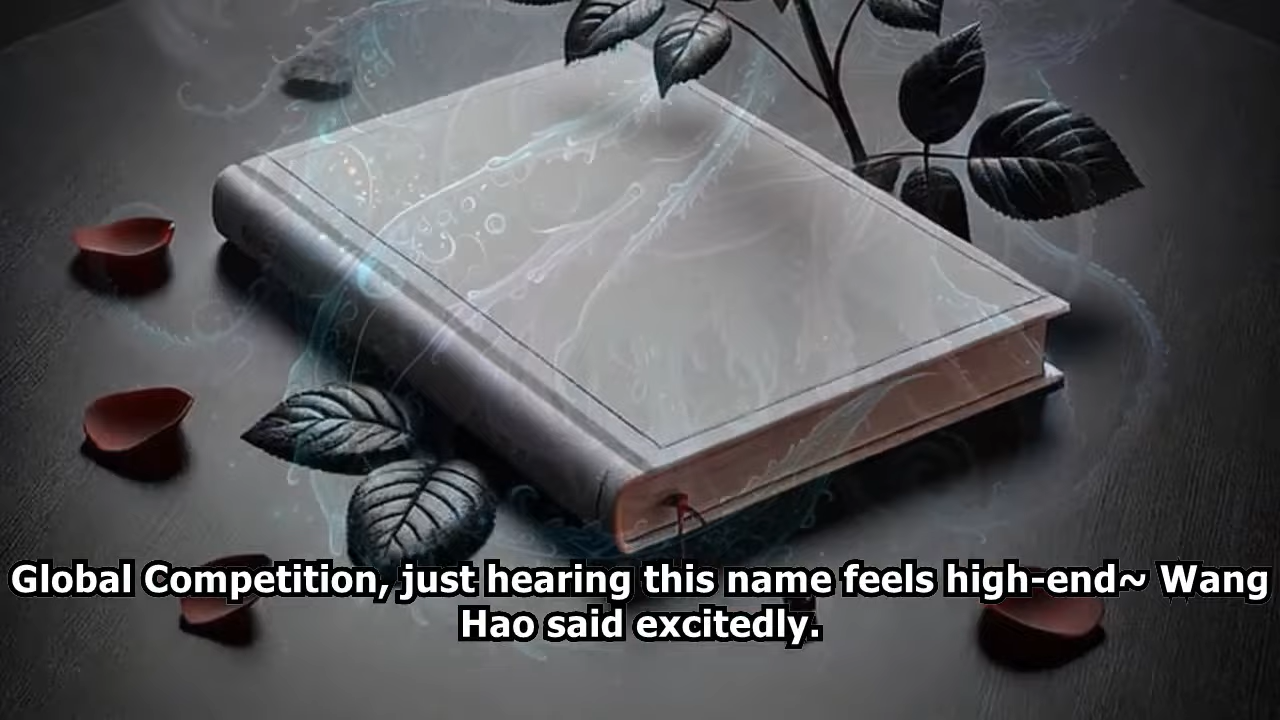 Global Competition, just hearing this name feels high-end~ Wang
Hao said excitedly.